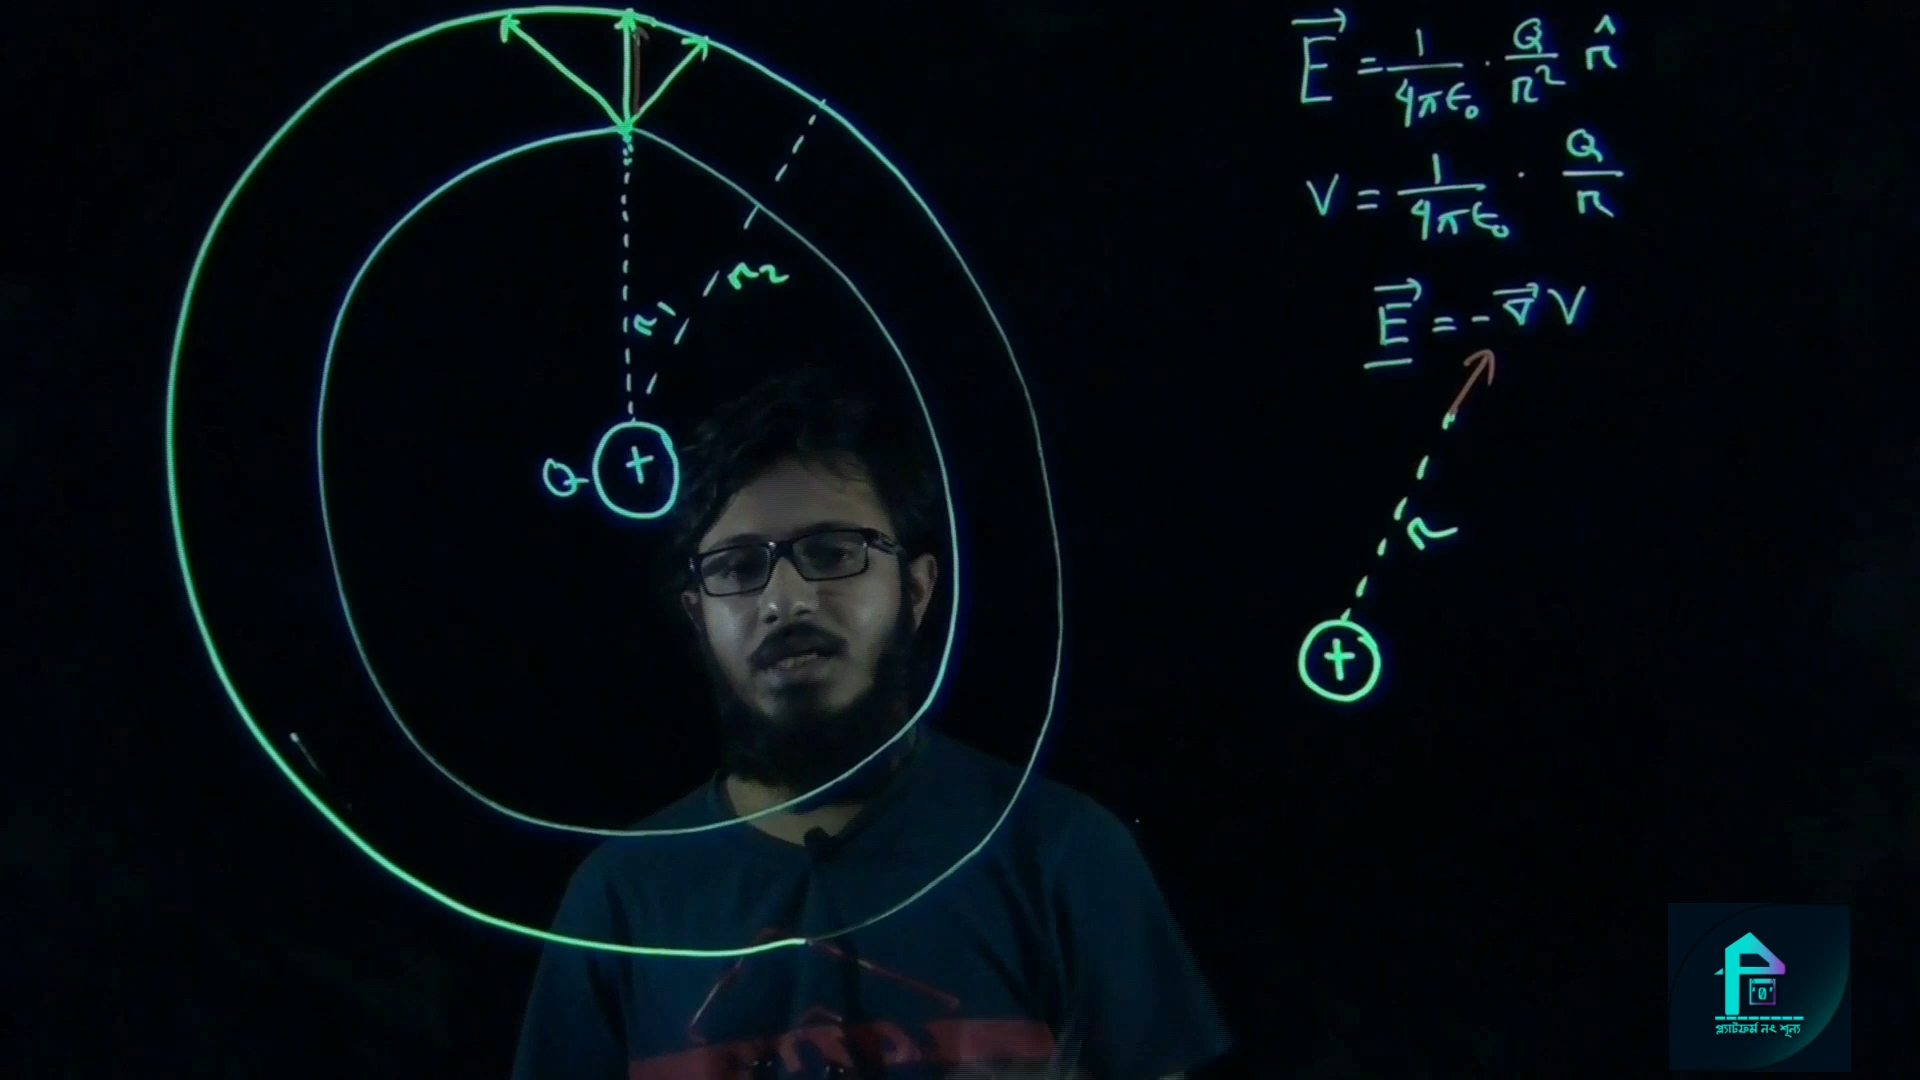 E⃗ = 1/4πϵ₀ · Q/r² r̂
V = 1/4πϵ₀ · Q/r
E⃗ = -∇⃗V
r₂
r₁
Q +
r
+
প্ল্যাটফর্ম নং শূন্য